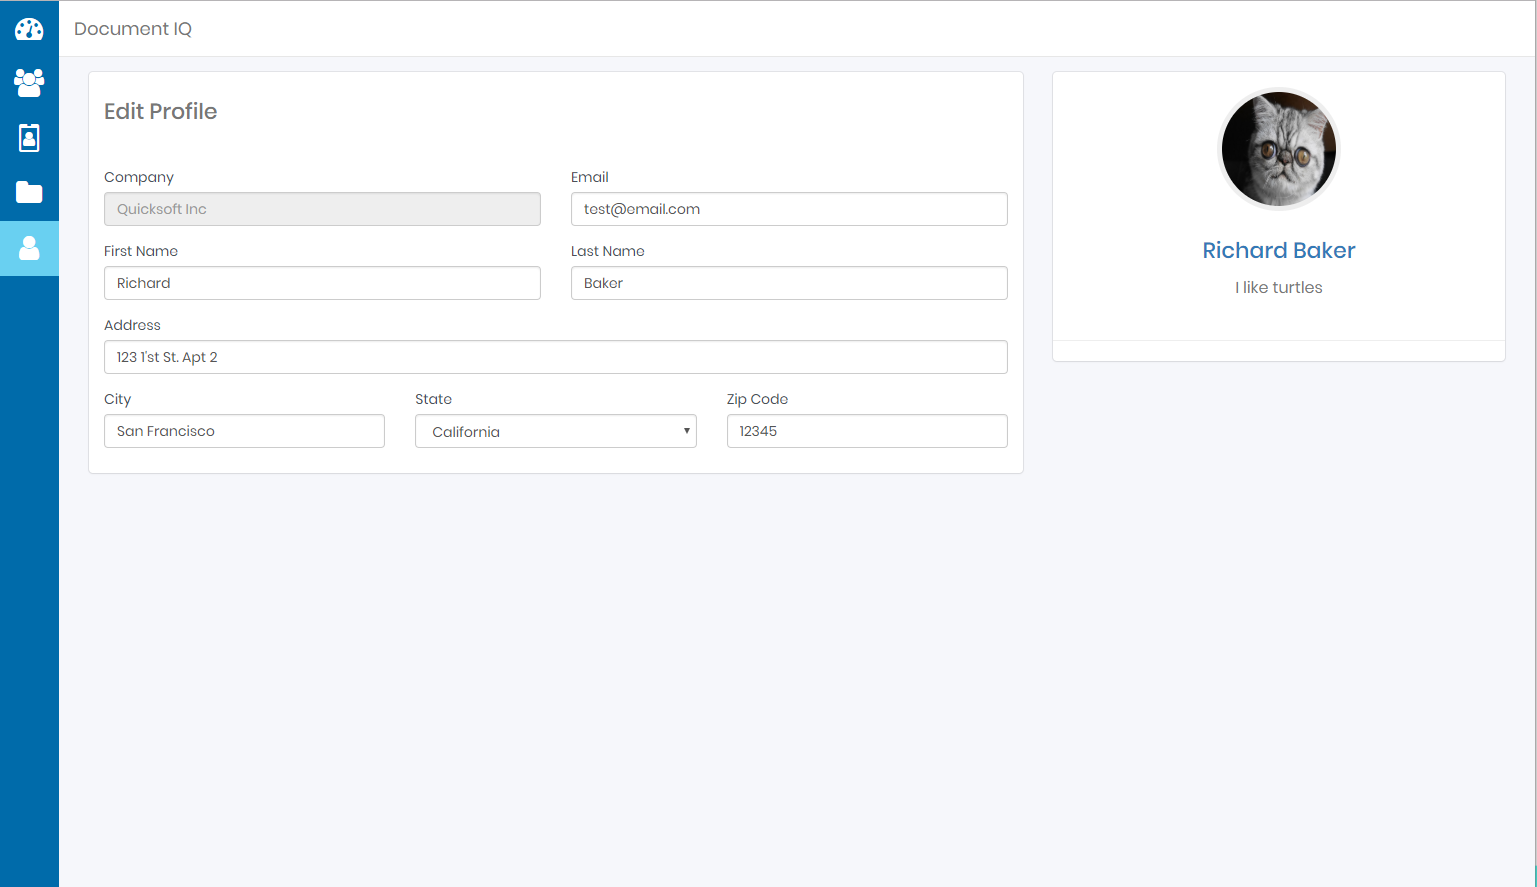 Document IQ
Edit Profile
Company
Email
Quicksoft Inc
test@email.com
First Name
Last Name
Richard
Baker
Address
123 1'st St. Apt 2
City
State
Zip Code
San Francisco
California
12345
Richard Baker
I like turtles